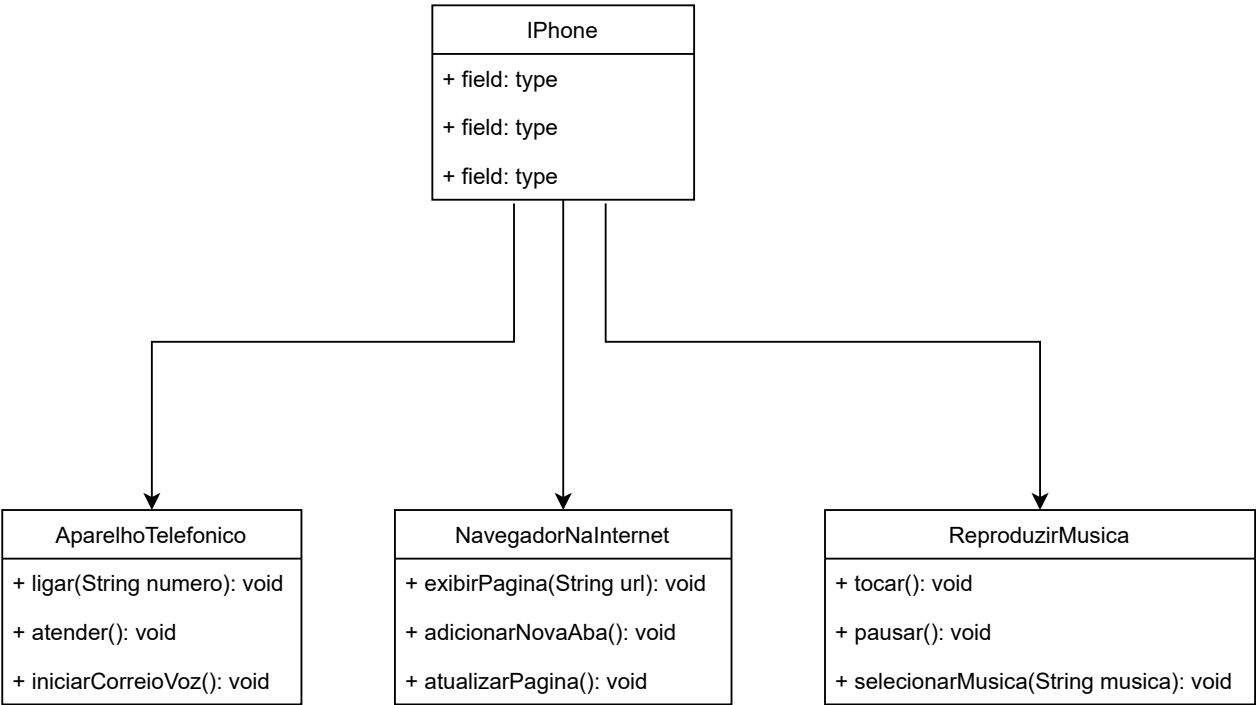 IPhone
+ field: type
+ field: type
+ field: type
AparelhoTelefonico
+ ligar(String numero): void
+ atender(): void
+ iniciarCorreioVoz(): void
NavegadorNaInternet
+ exibirPagina(String url): void
+ adicionarNovaAba(): void
+ atualizarPagina(): void
ReproduzirMusica
+ tocar(): void
+ pausar(): void
+ selecionarMusica(String musica): void